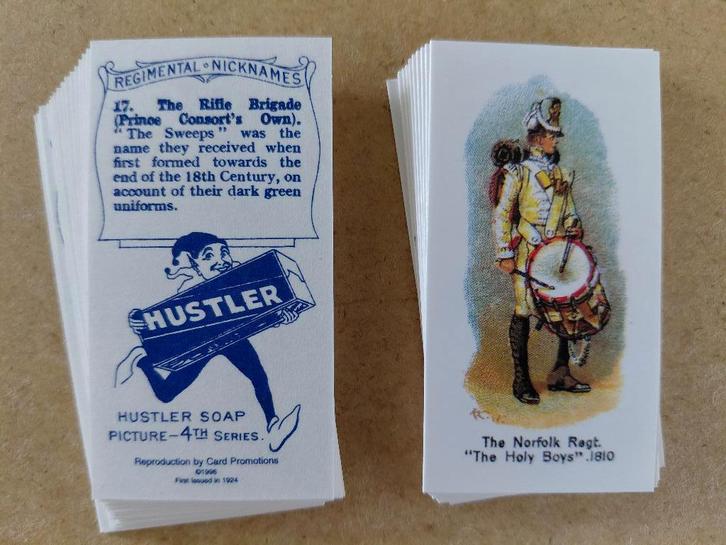 REGIMENTAL NICKNAMES
17. The Rifle Brigade
(Prince Consort's Own).
"The Sweeps" was the
name they received when
first formed towards the
end of the 18th Century, on
account of their dark green
uniforms.
HUSTLER
HUSTLER SOAP
PICTURE-4TH SERIES.
Reproduction by Card Promotions
©1996
First issued in 1924
The Norfolk Regt.
"The Holy Boys". 1810